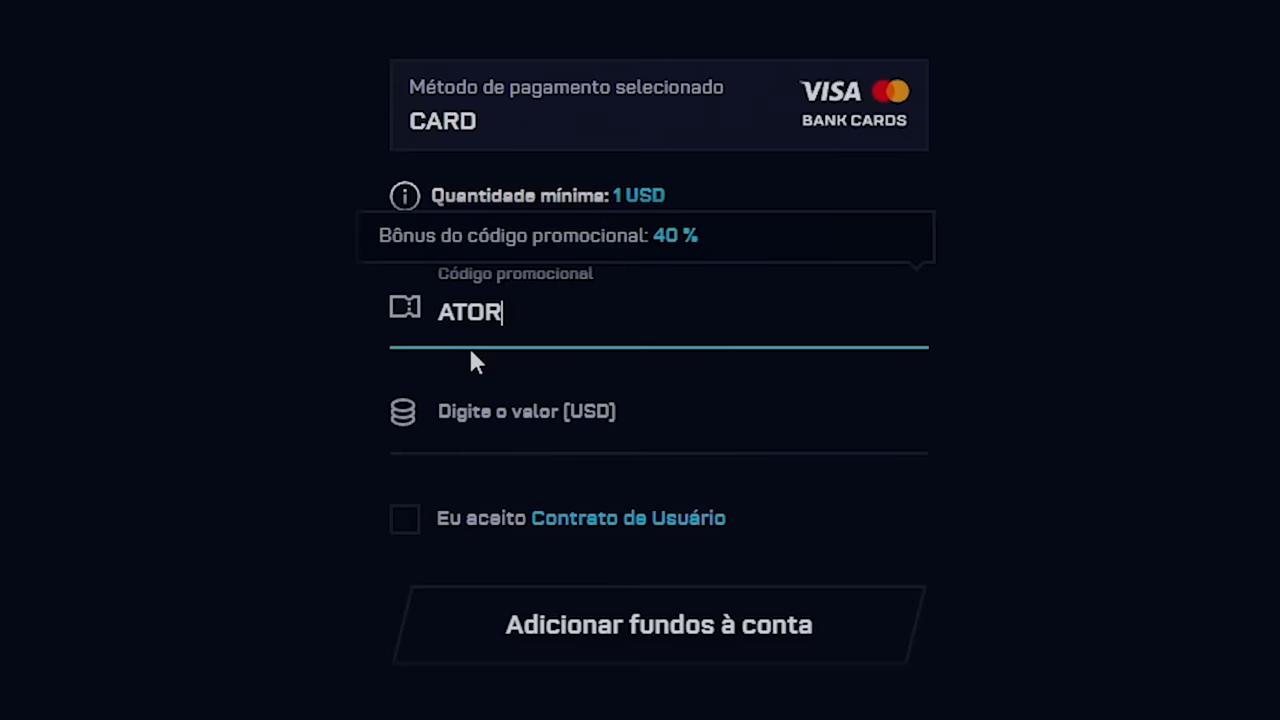 Método de pagamento selecionado
CARD
VISA
BANK CARDS
Quantidade mínima: 1 USD
Bônus do código promocional: 40 %
Código promocional
ATOR
Digite o valor (USD)
Eu aceito Contrato de Usuário
Adicionar fundos à conta